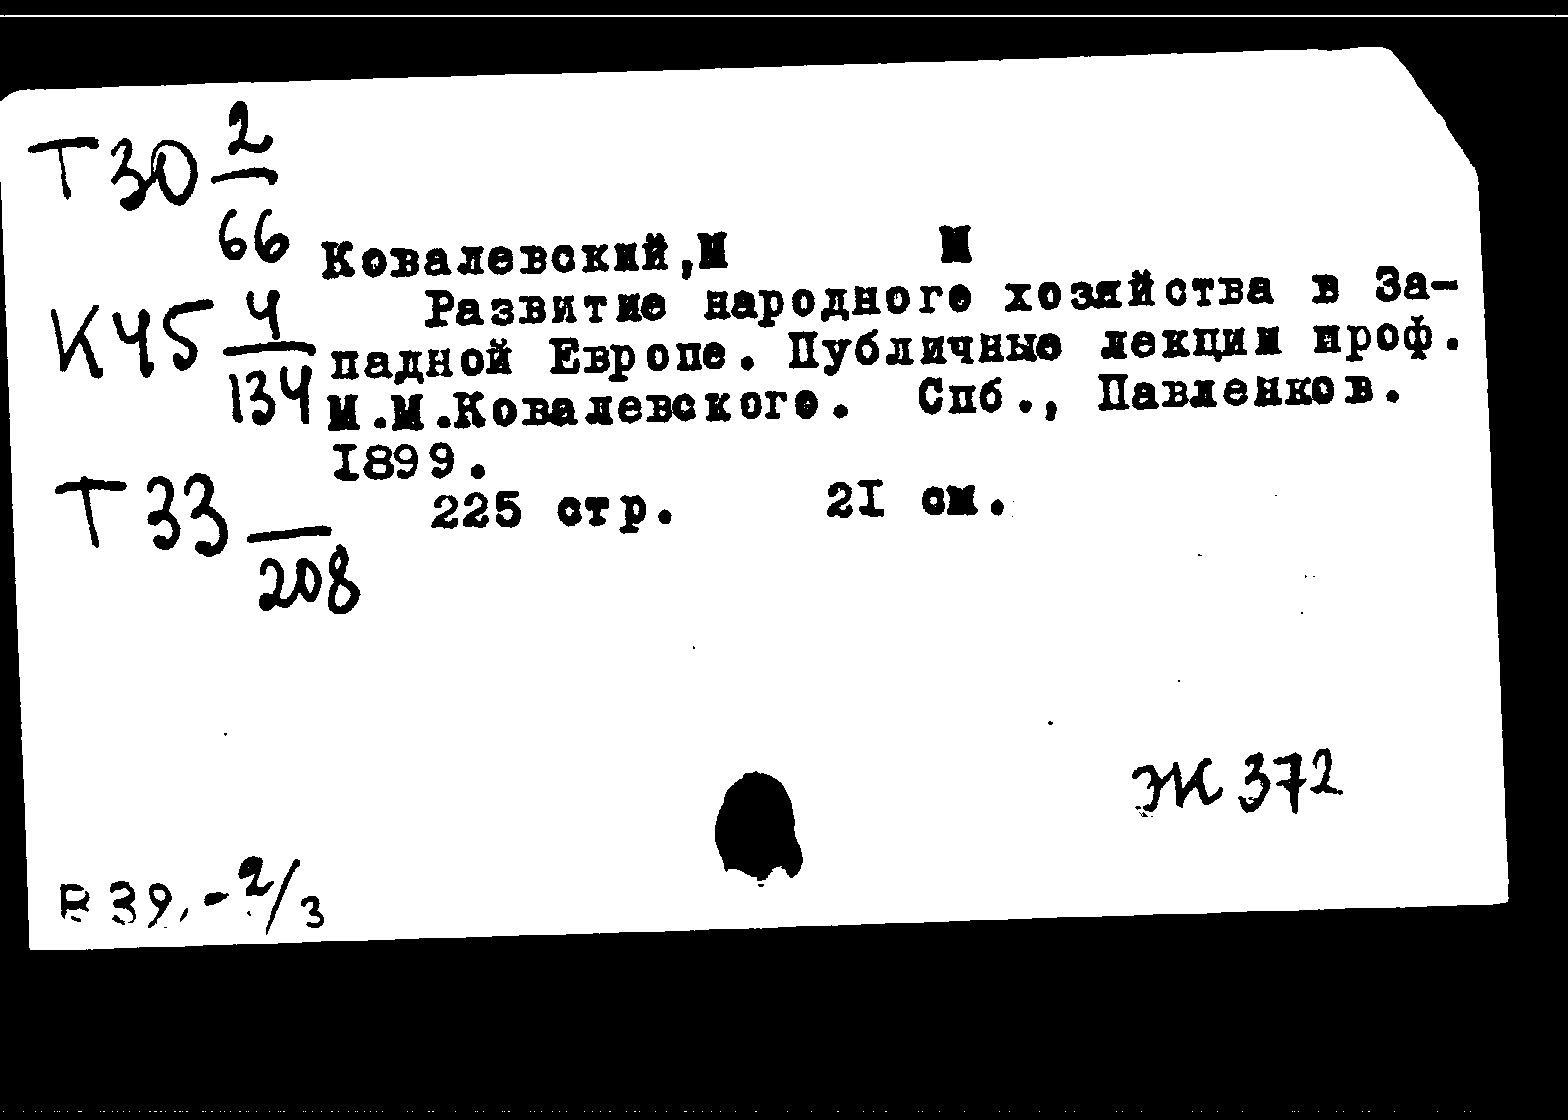 Т30 2/66
Ковалевский,М М
Развитие народного хозяйства в За-
К45 4/134
падной Европе. Публичные лекции проф.
М.М.Ковалевского. Спб., Павленков.
1899.
Т33 /208
225 стр. 21 см.
Ж 372
В 39.-2/3